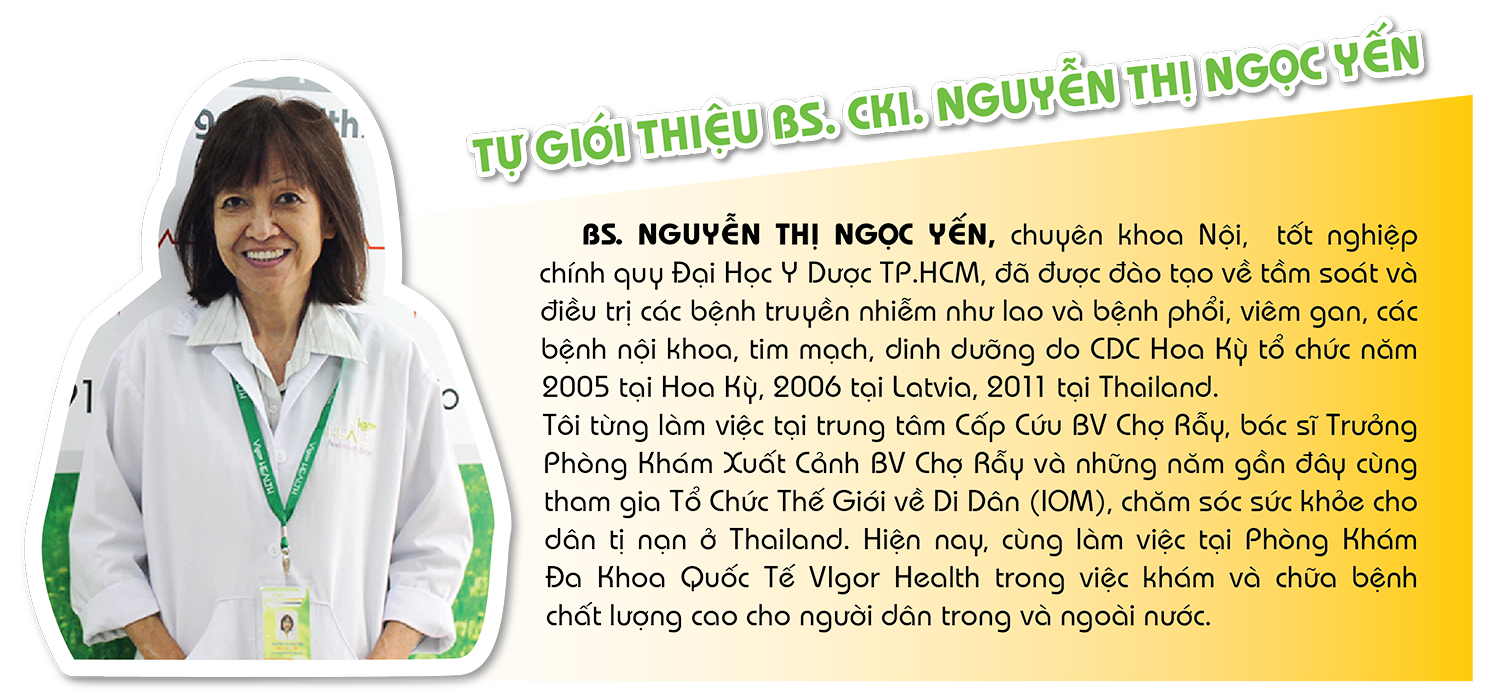 TỰ GIỚI THIỆU BS. CKI. NGUYỄN THỊ NGỌC YẾN
BS. NGUYỄN THỊ NGỌC YẾN, chuyên khoa Nội, tốt nghiệp
chính quy Đại Học Y Dược TP.HCM, đã được đào tạo về tầm soát và
điều trị các bệnh truyền nhiễm như lao và bệnh phổi, viêm gan, các
bệnh nội khoa, tim mạch, dinh dưỡng do CDC Hoa Kỳ tổ chức năm
2005 tại Hoa Kỳ, 2006 tại Latvia, 2011 tại Thailand.
Tôi từng làm việc tại trung tâm Cấp Cứu BV Chợ Rẫy, bác sĩ Trưởng
Phòng Khám Xuất Cảnh BV Chợ Rẫy và những năm gần đây cùng
tham gia Tổ Chức Thế Giới về Di Dân (IOM), chăm sóc sức khỏe cho
dân tị nạn ở Thailand. Hiện nay, cùng làm việc tại Phòng Khám
Đa Khoa Quốc Tế VIgor Health trong việc khám và chữa bệnh
chất lượng cao cho người dân trong và ngoài nước.
th.
91
HEALTH
Vigor HEALTH